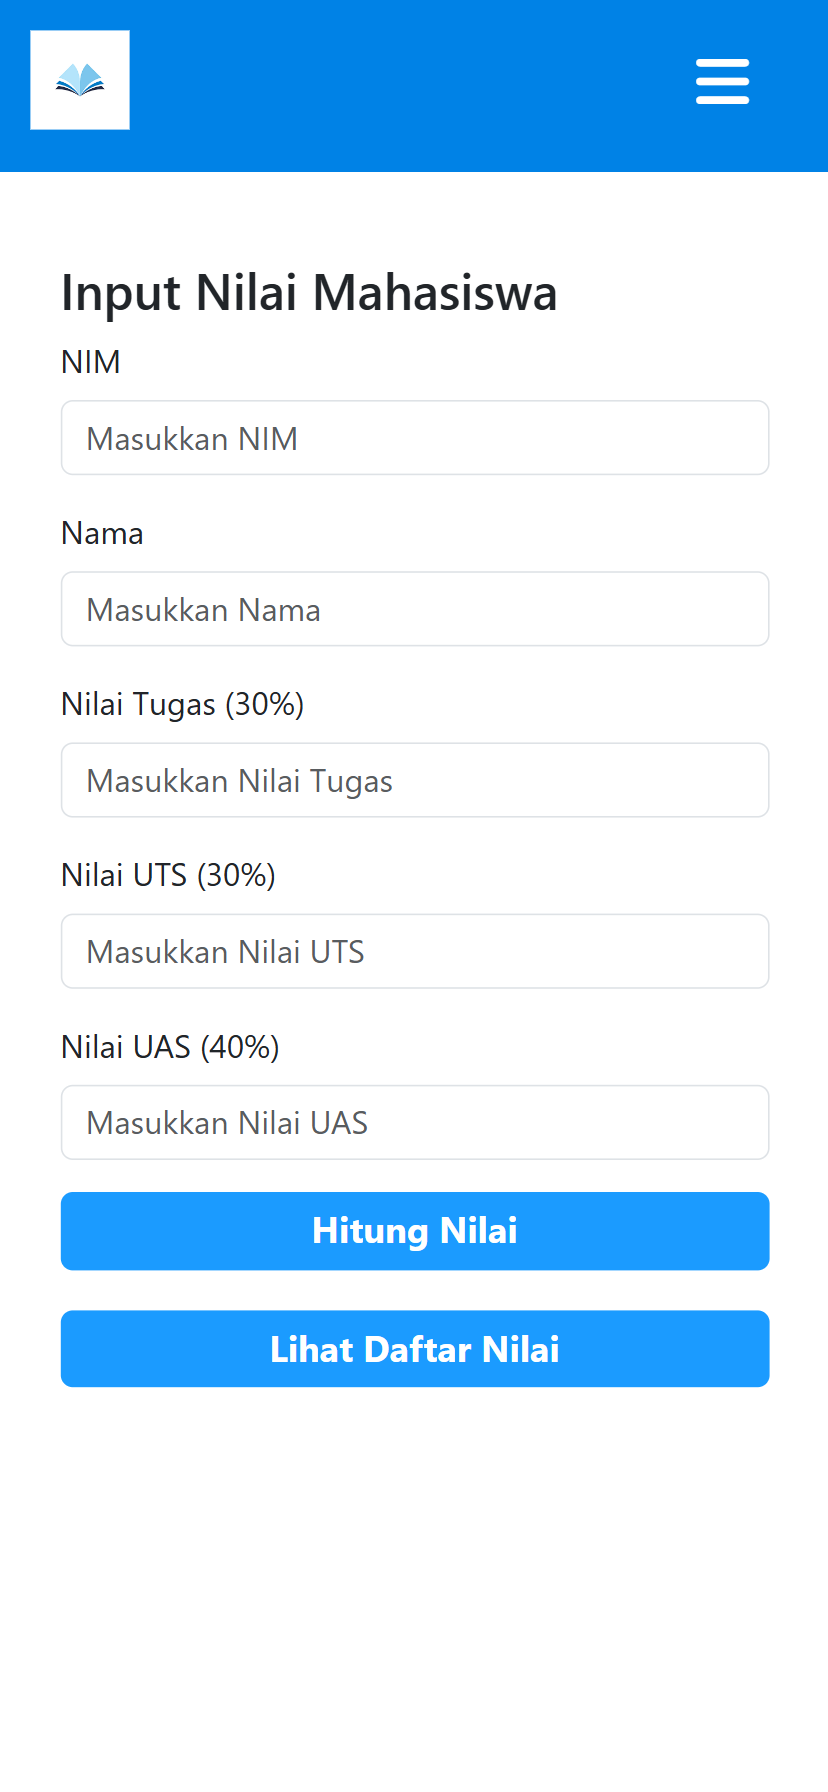 Input Nilai Mahasiswa
NIM
Masukkan NIM
Nama
Masukkan Nama
Nilai Tugas (30%)
Masukkan Nilai Tugas
Nilai UTS (30%)
Masukkan Nilai UTS
Nilai UAS (40%)
Masukkan Nilai UAS
Hitung Nilai
Lihat Daftar Nilai